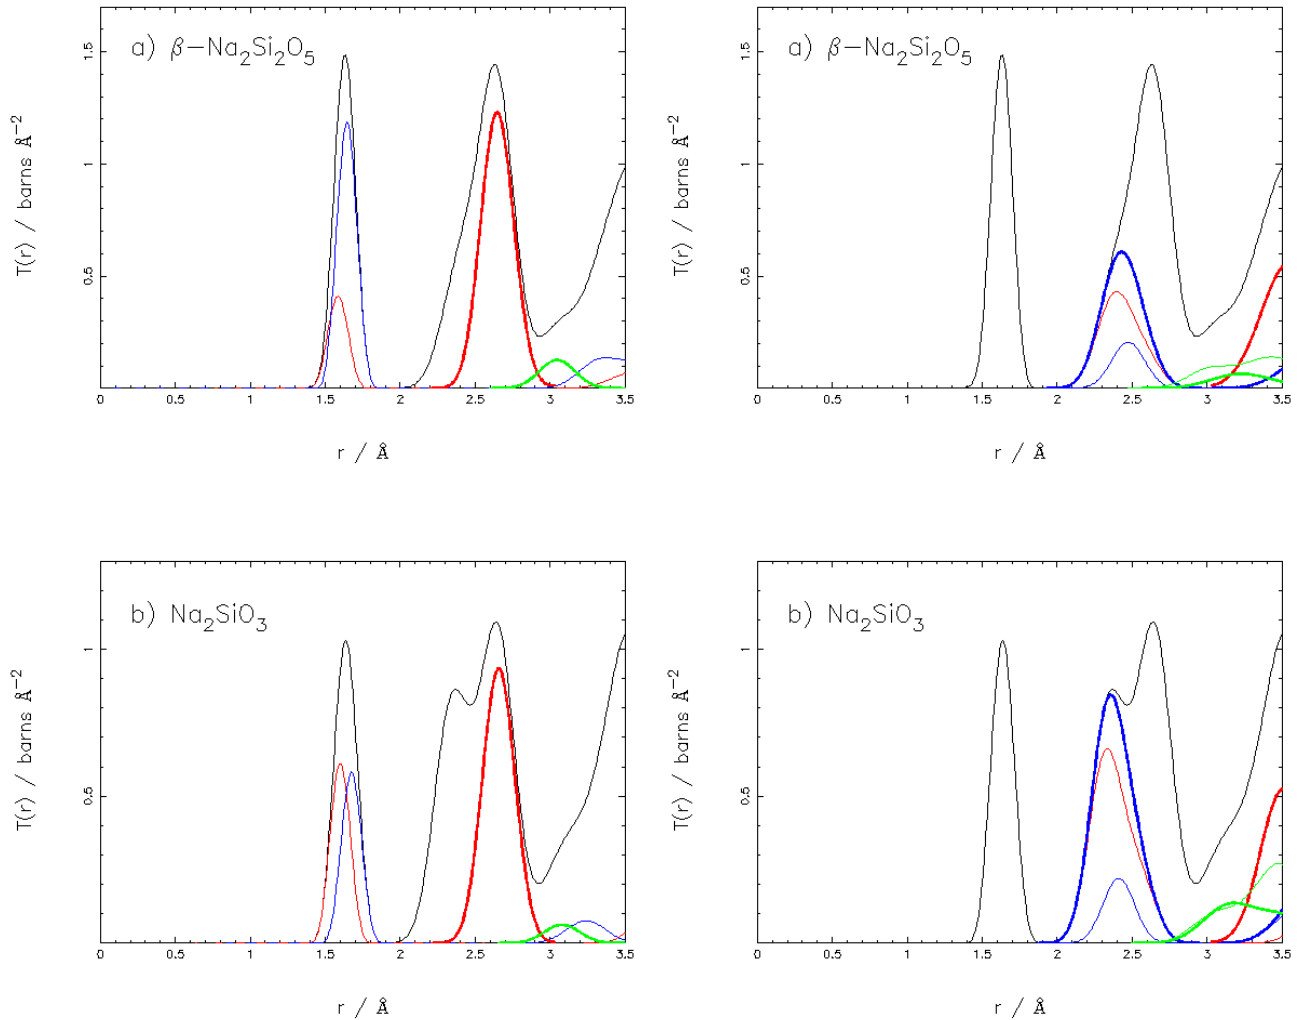 a) β−Na₂Si₂O₅
T(r) / barns Å⁻²
1.5
1
0.5
0 0.5 1 1.5 2 2.5 3 3.5
r / Å
a) β−Na₂Si₂O₅
T(r) / barns Å⁻²
1.5
1
0.5
0 0.5 1 1.5 2 2.5 3 3.5
r / Å
b) Na₂SiO₃
T(r) / barns Å⁻²
1
0.5
0 0.5 1 1.5 2 2.5 3 3.5
r / Å
b) Na₂SiO₃
T(r) / barns Å⁻²
1
0.5
0 0.5 1 1.5 2 2.5 3 3.5
r / Å